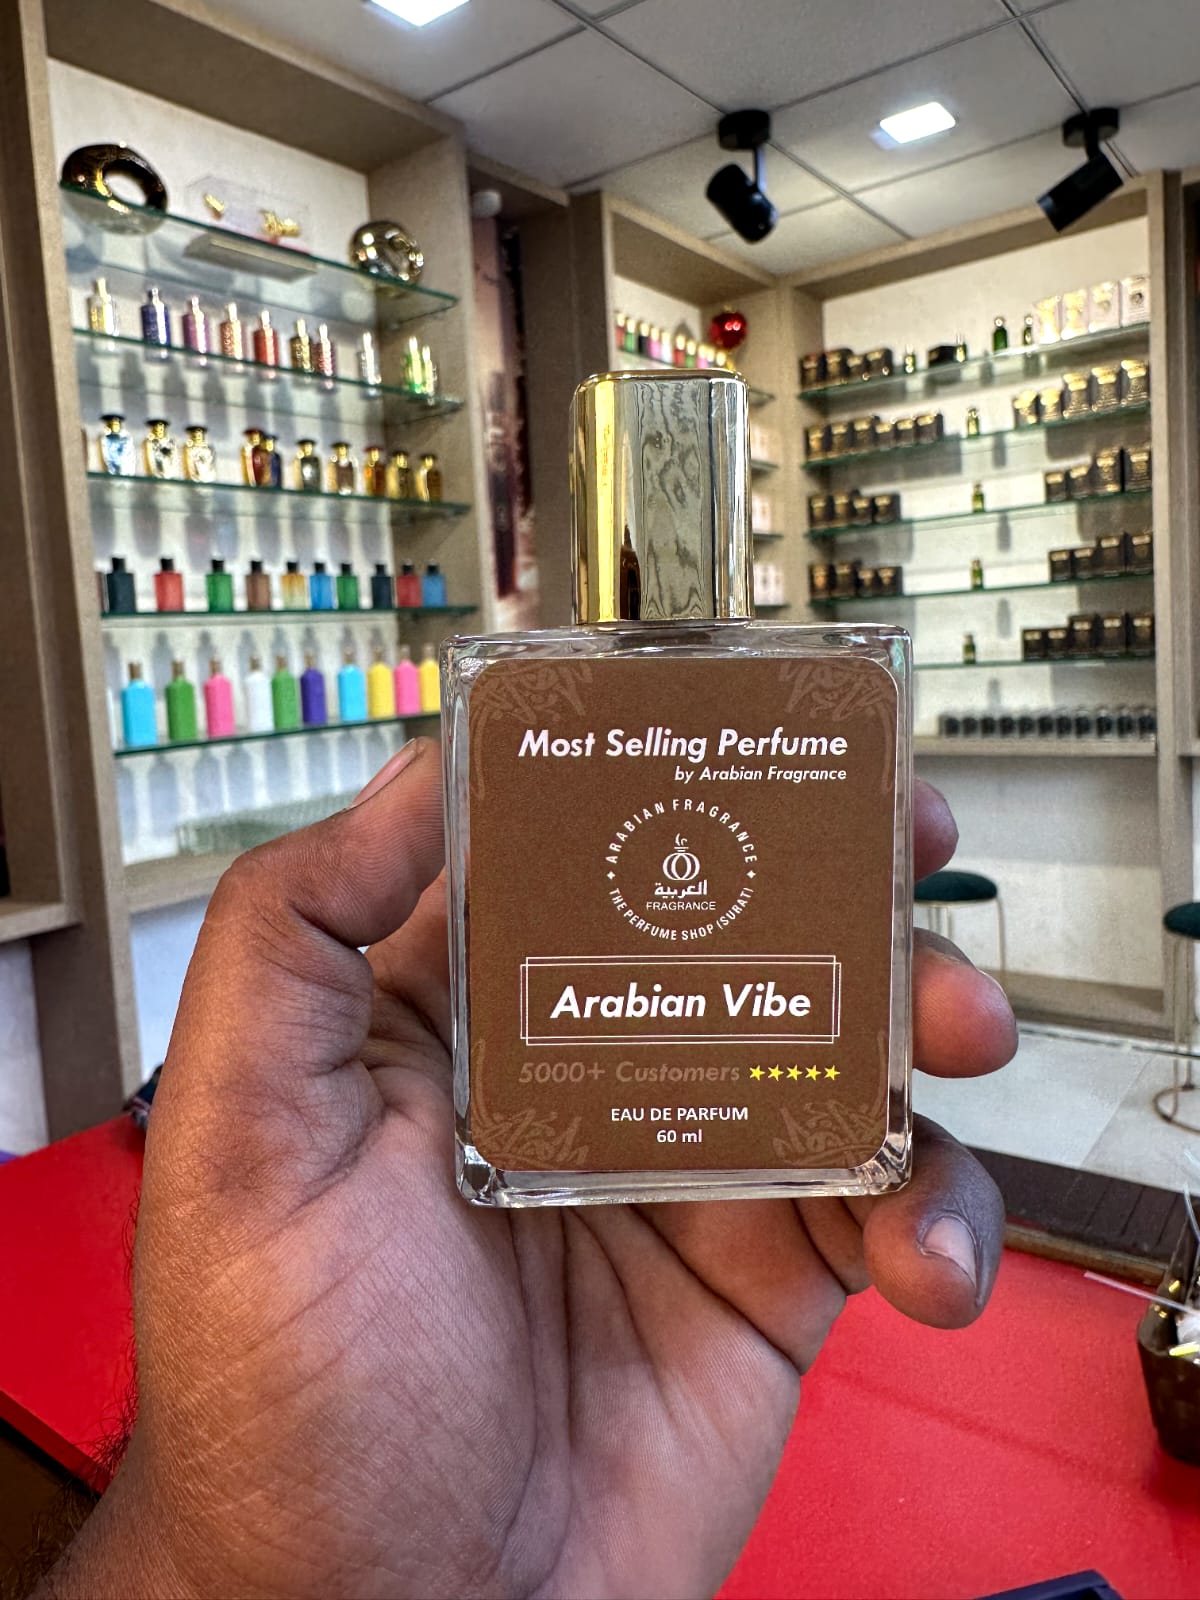 Most Selling Perfume
by Arabian Fragrance
ARABIAN FRAGRANCE
العربية
FRAGRANCE
THE PERFUME SHOP (SURAT)
Arabian Vibe
5000+ Customers ★★★★★
EAU DE PARFUM
60 ml